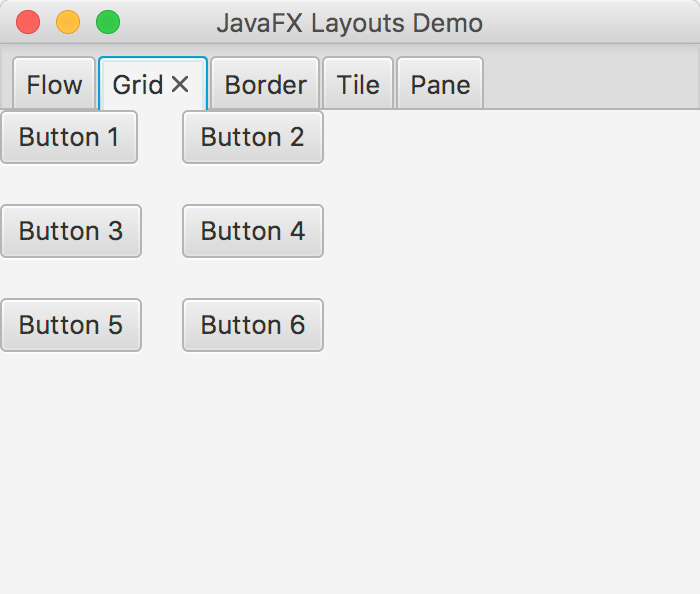 JavaFX Layouts Demo
Flow Grid Border Tile Pane
Button 1 Button 2
Button 3 Button 4
Button 5 Button 6